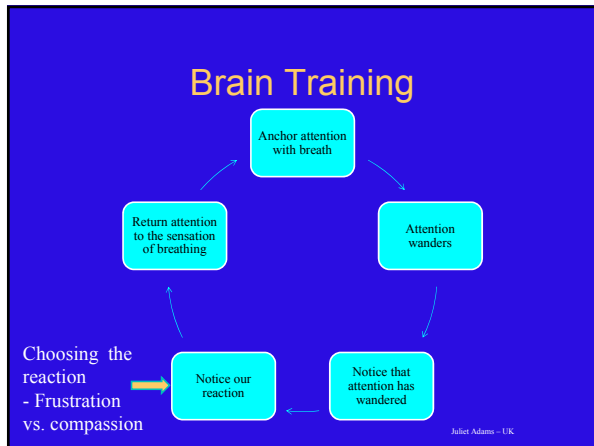 Brain Training
Anchor attention
with breath
Attention
wanders
Notice that
attention has
wandered
Notice our
reaction
Return attention
to the sensation
of breathing
Choosing the
reaction
- Frustration
vs. compassion
Juliet Adams – UK